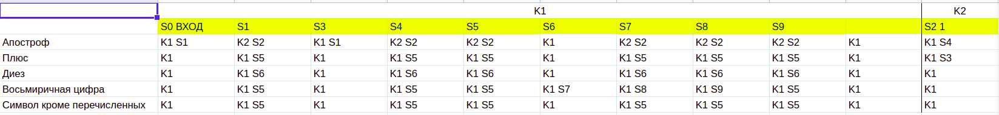 K1 K2
S0 ВХОД S1 S3 S4 S5 S6 S7 S8 S9 S2 1
Апостроф K1 S1 K2 S2 K1 S1 K2 S2 K2 S2 K1 K2 S2 K2 S2 K2 S2 K1 K1 S4
Плюс K1 K1 S5 K1 K1 S5 K1 S5 K1 K1 S5 K1 S5 K1 S5 K1 K1 S3
Диез K1 K1 S6 K1 K1 S6 K1 S6 K1 K1 S6 K1 S6 K1 S6 K1 K1
Восьмиричная цифра K1 K1 S5 K1 K1 S5 K1 S5 K1 S7 K1 S8 K1 S9 K1 S5 K1 K1
Символ кроме перечисленных K1 K1 S5 K1 K1 S5 K1 S5 K1 K1 S5 K1 S5 K1 S5 K1 K1